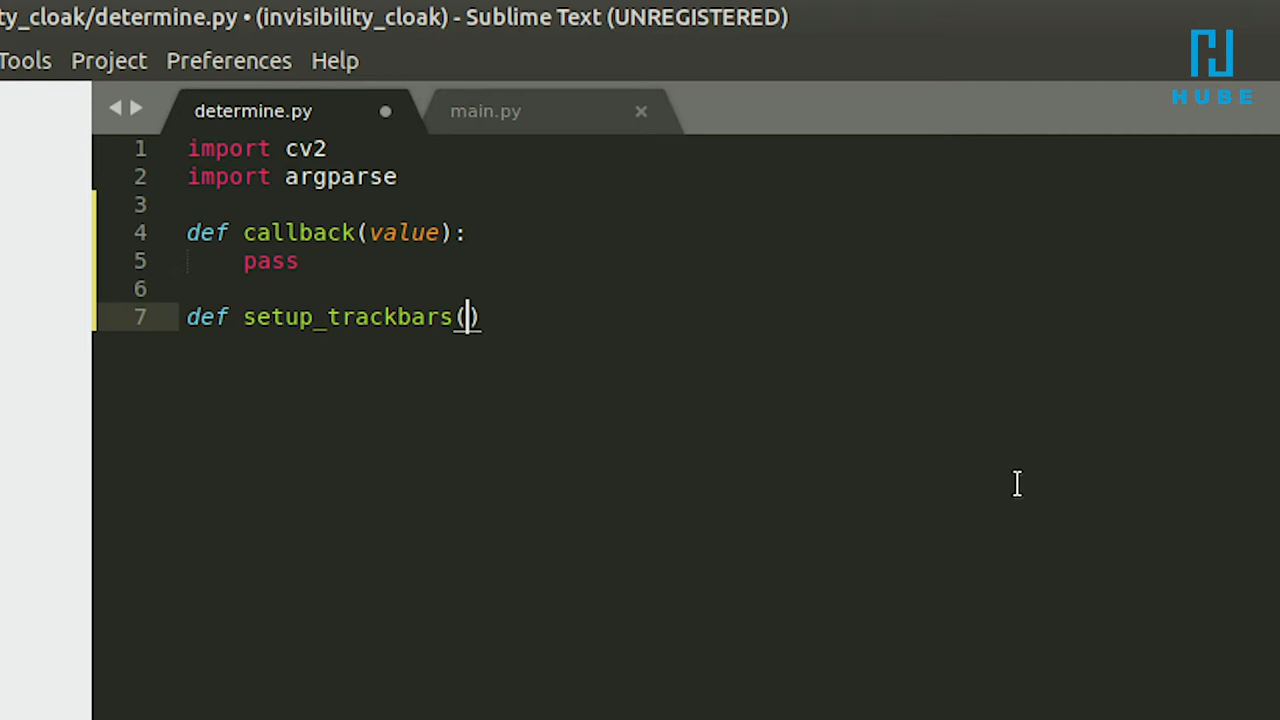 ty_cloak/determine.py • (invisibility_cloak) - Sublime Text (UNREGISTERED)
Tools Project Preferences Help
HUBE
determine.py main.py
1 import cv2
2 import argparse
3
4 def callback(value):
5 pass
6
7 def setup_trackbars()